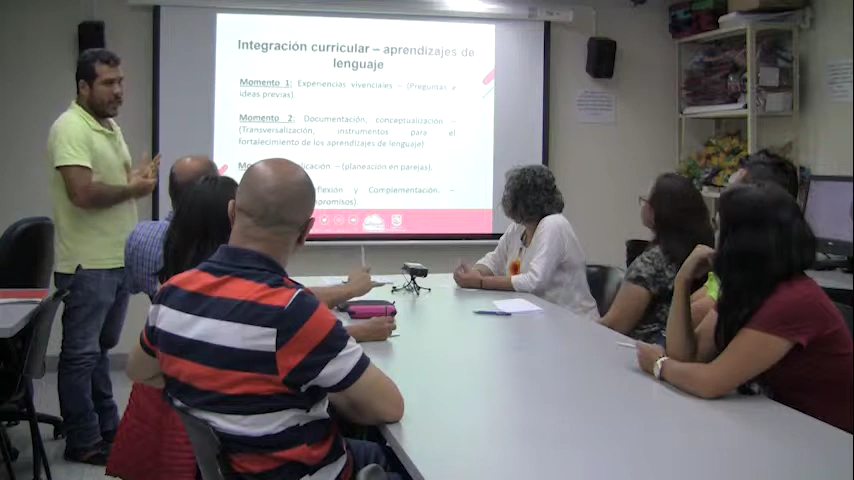 Integración curricular – aprendizajes de
lenguaje
Momento 1: Experiencias vivenciales – (Preguntas e
ideas previas).
Momento 2: Documentación, conceptualización –
(Transversalización, instrumentos para el
fortalecimiento de los aprendizajes de lenguaje)
– (planeación en parejas).
y Complementación. –